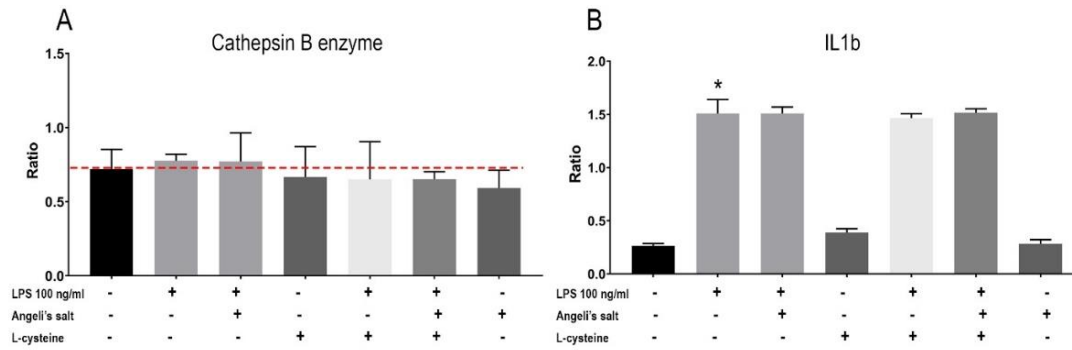 A
B
Cathepsin B enzyme
IL1b
1.5
1.0
0.5
0.0
Ratio
2.0
1.5
1.0
0.5
0.0
Ratio
*
LPS 100 ng/ml - + + - + + -
Angeli's salt - - + - - + +
L-cysteine - - - + + + -
LPS 100 ng/ml - + + - + + -
Angeli's salt - - + - - + +
L-cysteine - - - + + + -